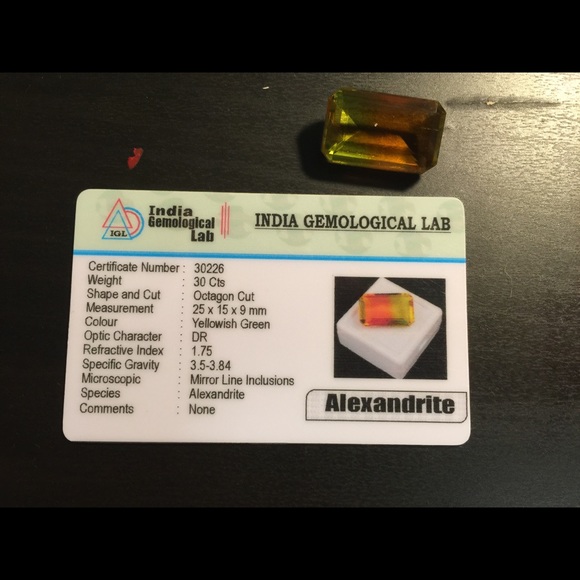 IGL
India
Gemological
Lab
INDIA GEMOLOGICAL LAB
Certificate Number : 30226
Weight : 30 Cts
Shape and Cut : Octagon Cut
Measurement : 25 x 15 x 9 mm
Colour : Yellowish Green
Optic Character : DR
Refractive Index : 1.75
Specific Gravity : 3.5-3.84
Microscopic : Mirror Line Inclusions
Species : Alexandrite
Comments : None
Alexandrite